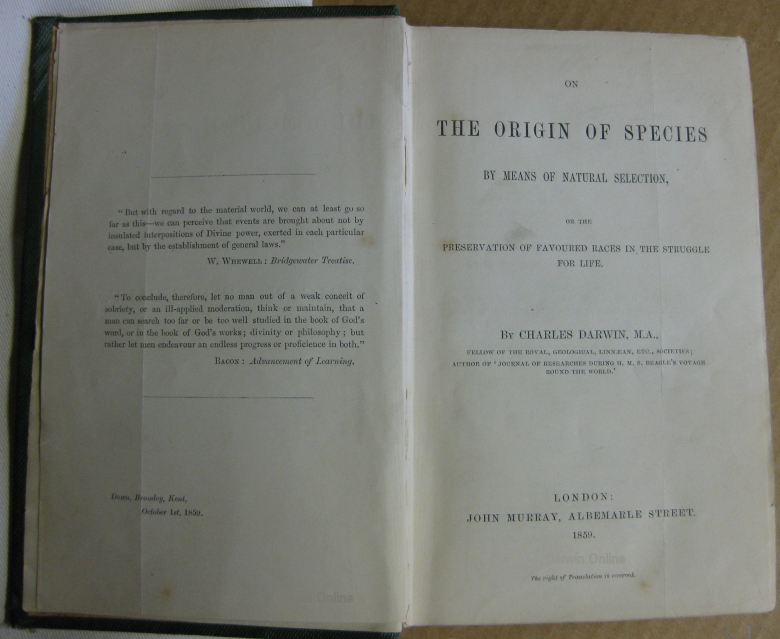 "But with regard to the material world, we can at least go so
far as this—we can perceive that events are brought about not by
insulated interpositions of Divine power, exerted in each particular
case, but by the establishment of general laws."
W. WHEWELL: Bridgewater Treatise.
"To conclude, therefore, let no man out of a weak conceit of
sobriety, or an ill-applied moderation, think or maintain, that a
man can search too far or be too well studied in the book of God's
word, or in the book of God's works; divinity or philosophy; but
rather let men endeavour an endless progress or proficience in both."
BACON: Advancement of Learning.
Down, Bromley, Kent,
October 1st, 1859.
Online
ON
THE ORIGIN OF SPECIES
BY MEANS OF NATURAL SELECTION,
OR THE
PRESERVATION OF FAVOURED RACES IN THE STRUGGLE
FOR LIFE.
BY CHARLES DARWIN, M.A.,
FELLOW OF THE ROYAL, GEOLOGICAL, LINNÆAN, ETC., SOCIETIES;
AUTHOR OF 'JOURNAL OF RESEARCHES DURING H. M. S. BEAGLE'S VOYAGE
ROUND THE WORLD.'
LONDON:
JOHN MURRAY, ALBEMARLE STREET.
1859.
Darwin Online
The right of Translation is reserved.